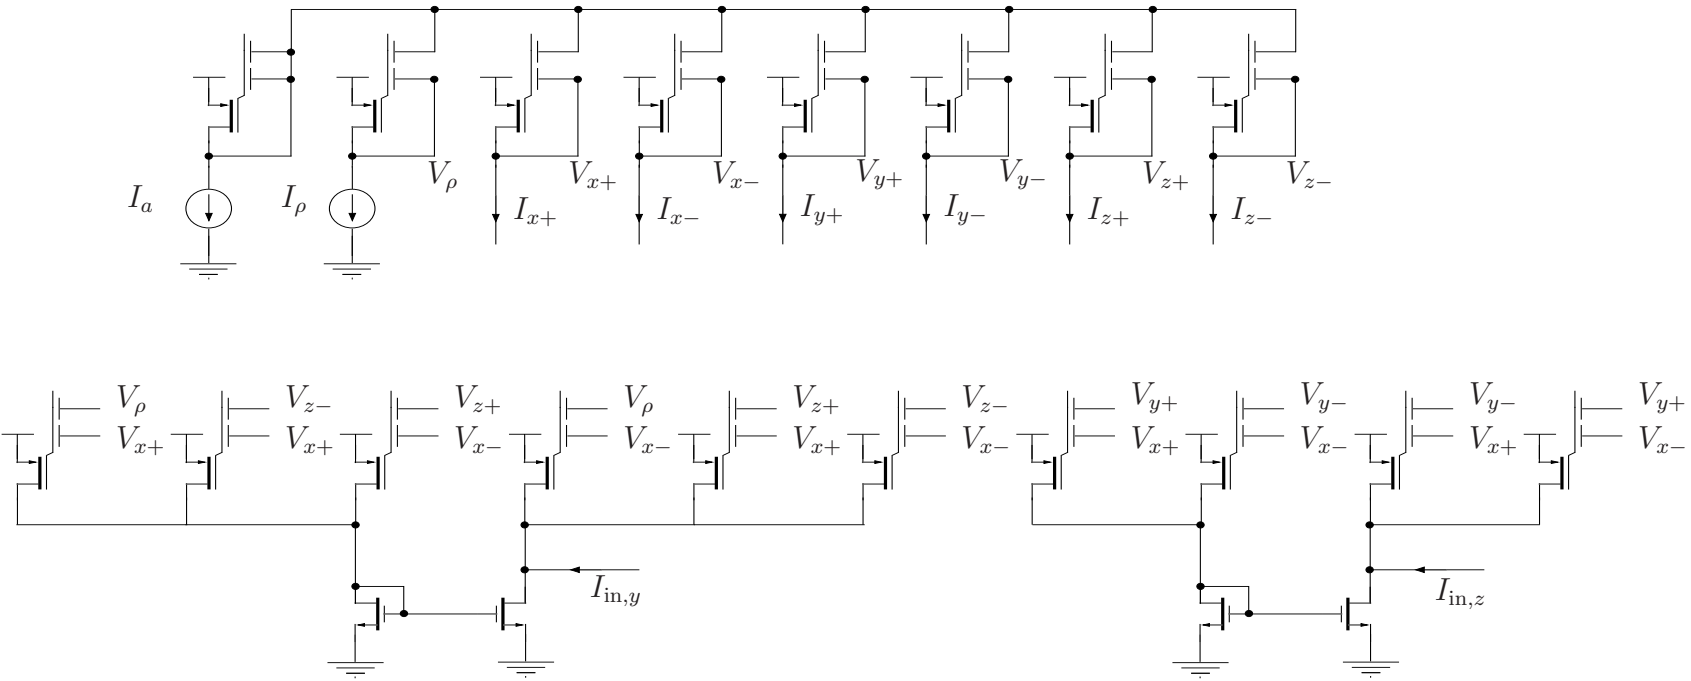 V_ρ V_{x+} V_{x−} V_{y+} V_{y−} V_{z+} V_{z−}
I_a I_ρ I_{x+} I_{x−} I_{y+} I_{y−} I_{z+} I_{z−}
V_ρ V_{z−} V_{z+} V_ρ V_{z+} V_{z−} V_{y+} V_{y−} V_{y−} V_{y+}
V_{x+} V_{x+} V_{x−} V_{x−} V_{x+} V_{x−} V_{x+} V_{x−} V_{x+} V_{x−}
I_{in,y} I_{in,z}